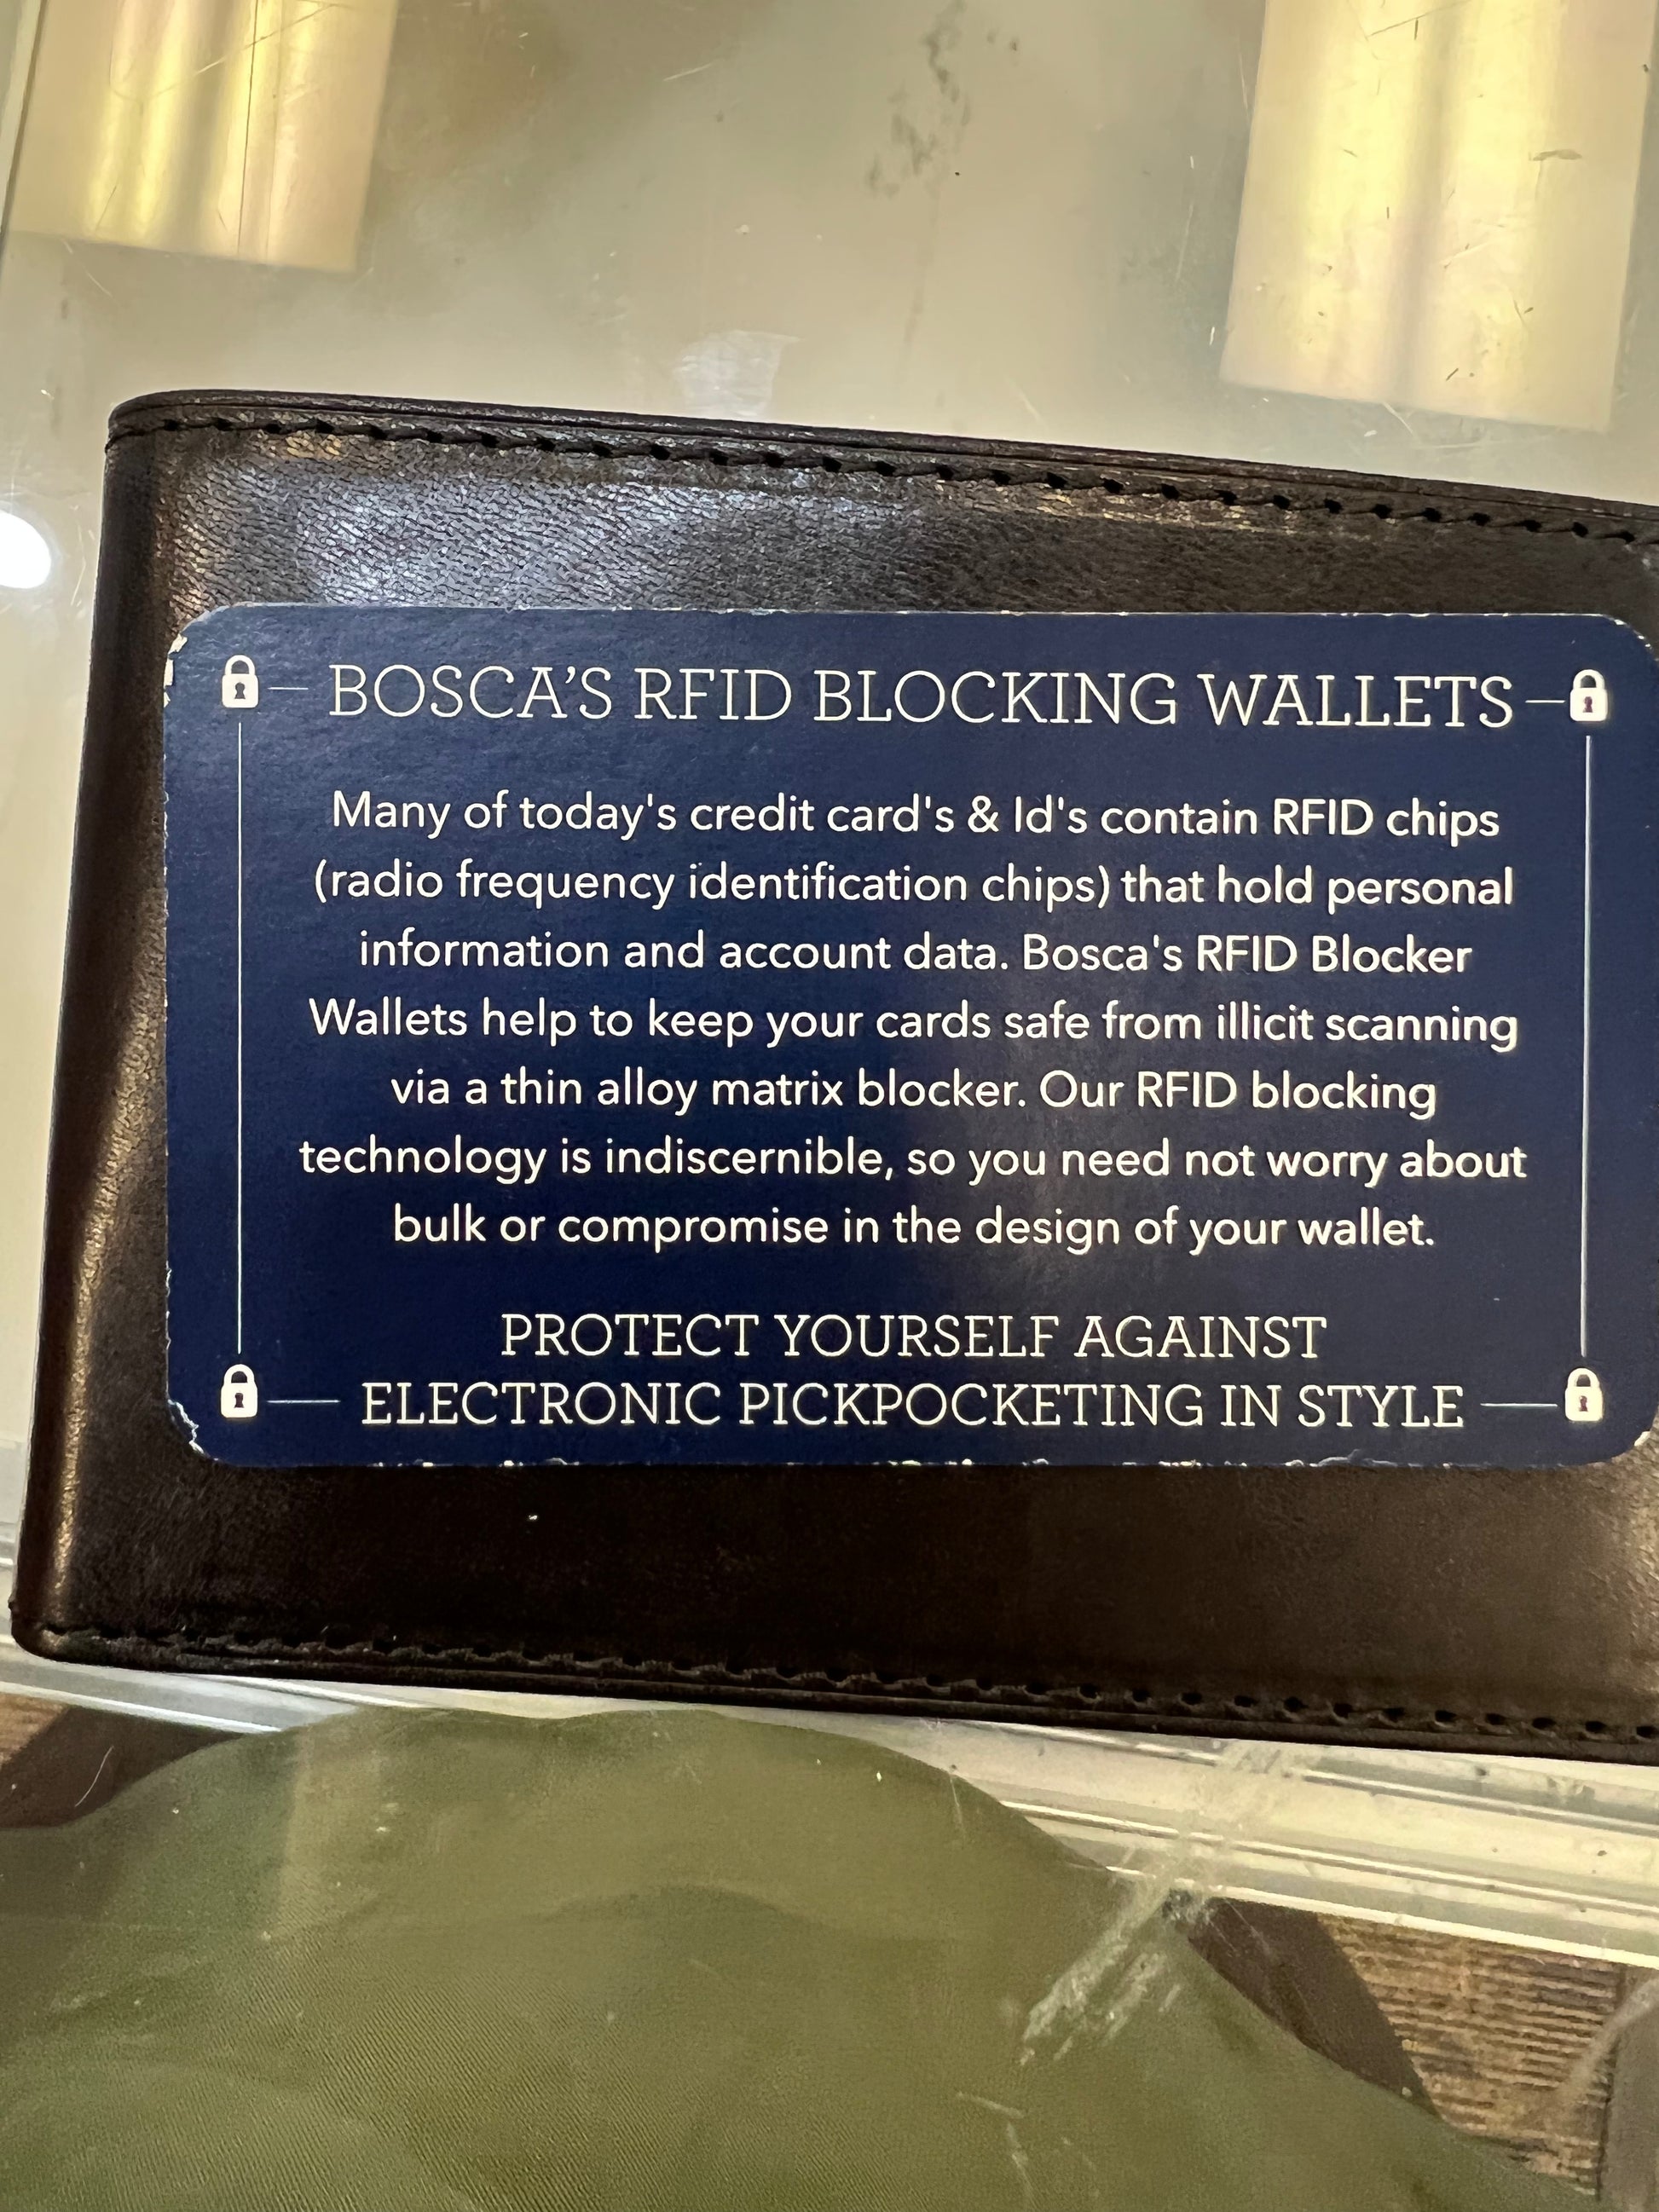 BOSCA'S RFID BLOCKING WALLETS
Many of today's credit card's & Id's contain RFID chips
(radio frequency identification chips) that hold personal
information and account data. Bosca's RFID Blocker
Wallets help to keep your cards safe from illicit scanning
via a thin alloy matrix blocker. Our RFID blocking
technology is indiscernible, so you need not worry about
bulk or compromise in the design of your wallet.
PROTECT YOURSELF AGAINST
ELECTRONIC PICKPOCKETING IN STYLE